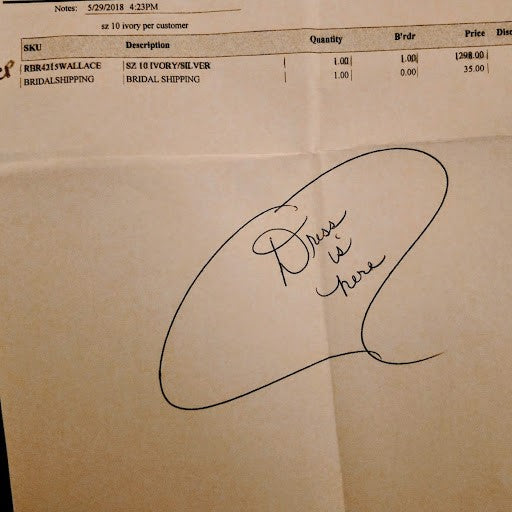 Notes: 5/29/2018 4:23PM
sz 10 ivory per customer
SKU Description Quantity B'rdr Price Disc
RBR4315WALLACE SZ 10 IVORY/SILVER 1.00 1.00 1298.00
BRIDALSHIPPING BRIDAL SHIPPING 1.00 0.00 35.00
Dress
is
here